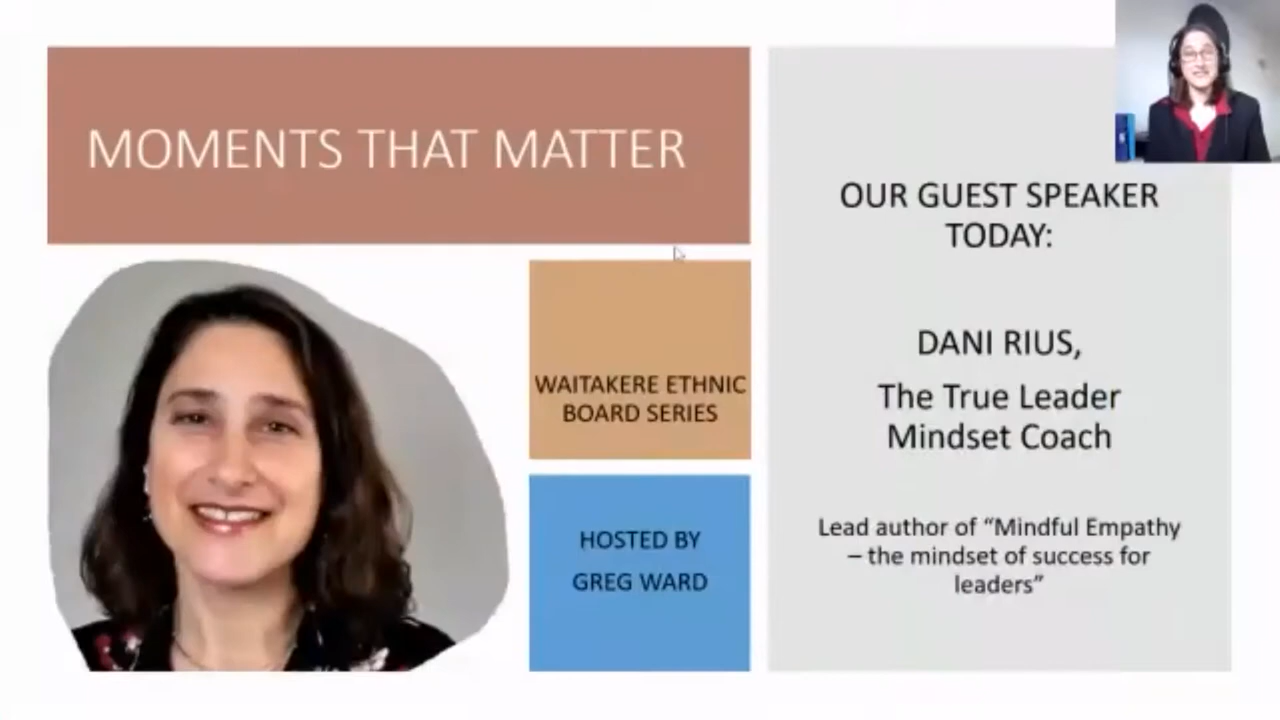 MOMENTS THAT MATTER
OUR GUEST SPEAKER
TODAY:
DANI RIUS,
The True Leader
Mindset Coach
Lead author of “Mindful Empathy
– the mindset of success for
leaders”
WAITAKERE ETHNIC
BOARD SERIES
HOSTED BY
GREG WARD